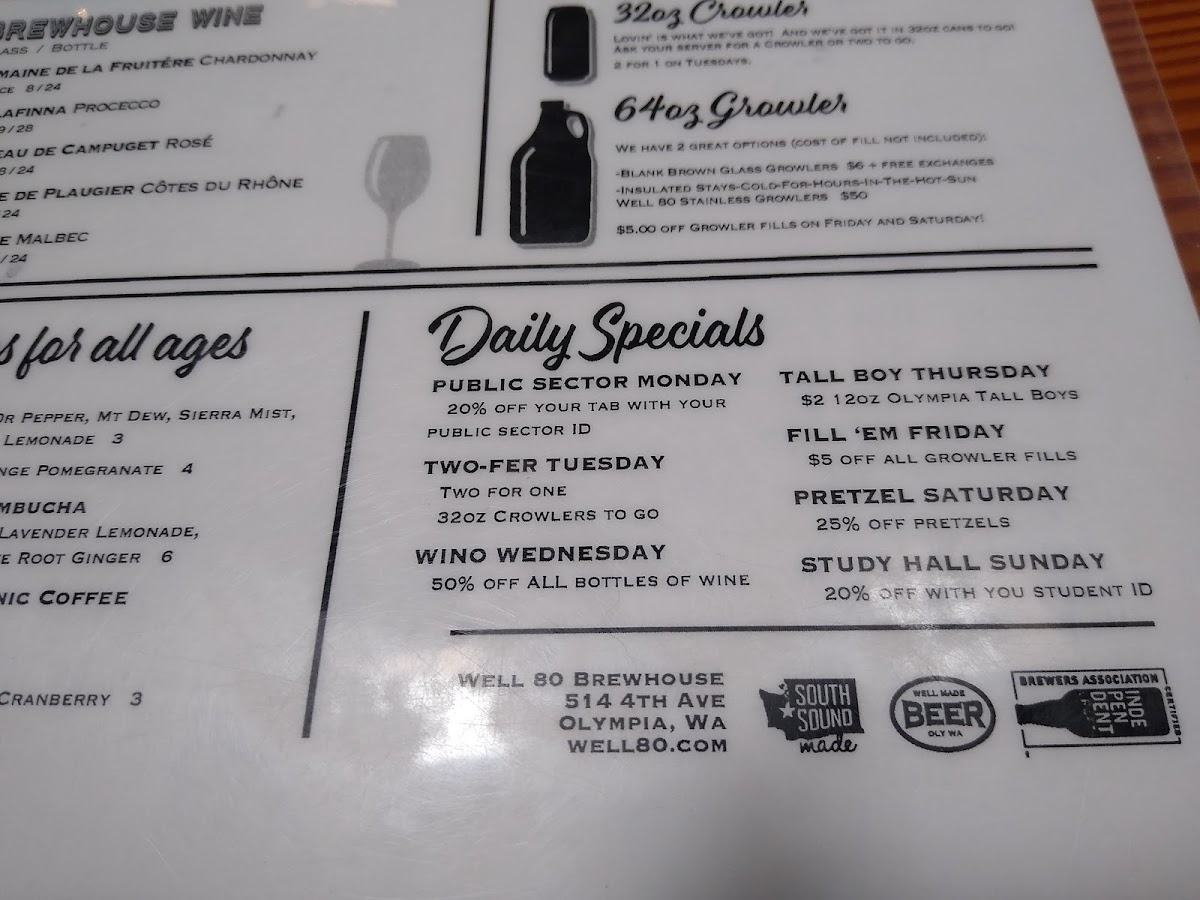 BREWHOUSE WINE
/ BOTTLE
DE LA FRUITÉRE CHARDONNAY
8/24
PROCECCO
9/28
DE CAMPUGET ROSÉ
8/24
DE PLAUGIER CÔTES DU RHÔNE
24
MALBEC
/24
32oz Crowler
LOVIN' IS WHAT WE'VE GOT! AND WE'VE GOT IT IN 32OZ CANS TO GO!
ASK YOUR SERVER FOR A CROWLER OR TWO TO GO.
2 FOR 1 ON TUESDAYS.
64oz Growler
WE HAVE 2 GREAT OPTIONS (COST OF FILL NOT INCLUDED):
-BLANK BROWN GLASS GROWLERS $6 + FREE EXCHANGES
-INSULATED STAYS-COLD-FOR-HOURS-IN-THE-HOT-SUN
WELL 80 STAINLESS GROWLERS $50
$5.00 OFF GROWLER FILLS ON FRIDAY AND SATURDAY!
for all ages
DR PEPPER, MT DEW, SIERRA MIST,
LEMONADE 3
POMEGRANATE 4
LAVENDER LEMONADE,
ROOT GINGER 6
COFFEE
CRANBERRY 3
Daily Specials
PUBLIC SECTOR MONDAY
20% OFF YOUR TAB WITH YOUR
PUBLIC SECTOR ID
TWO-FER TUESDAY
TWO FOR ONE
32OZ CROWLERS TO GO
WINO WEDNESDAY
50% OFF ALL BOTTLES OF WINE
TALL BOY THURSDAY
$2 12OZ OLYMPIA TALL BOYS
FILL 'EM FRIDAY
$5 OFF ALL GROWLER FILLS
PRETZEL SATURDAY
25% OFF PRETZELS
STUDY HALL SUNDAY
20% OFF WITH YOU STUDENT ID
WELL 80 BREWHOUSE
514 4TH AVE
OLYMPIA, WA
WELL80.COM
SOUTH
SOUND
made
WELL MADE
BEER
OLY WA
BREWERS ASSOCIATION
CERTIFIED
INDE
PEN
DENT